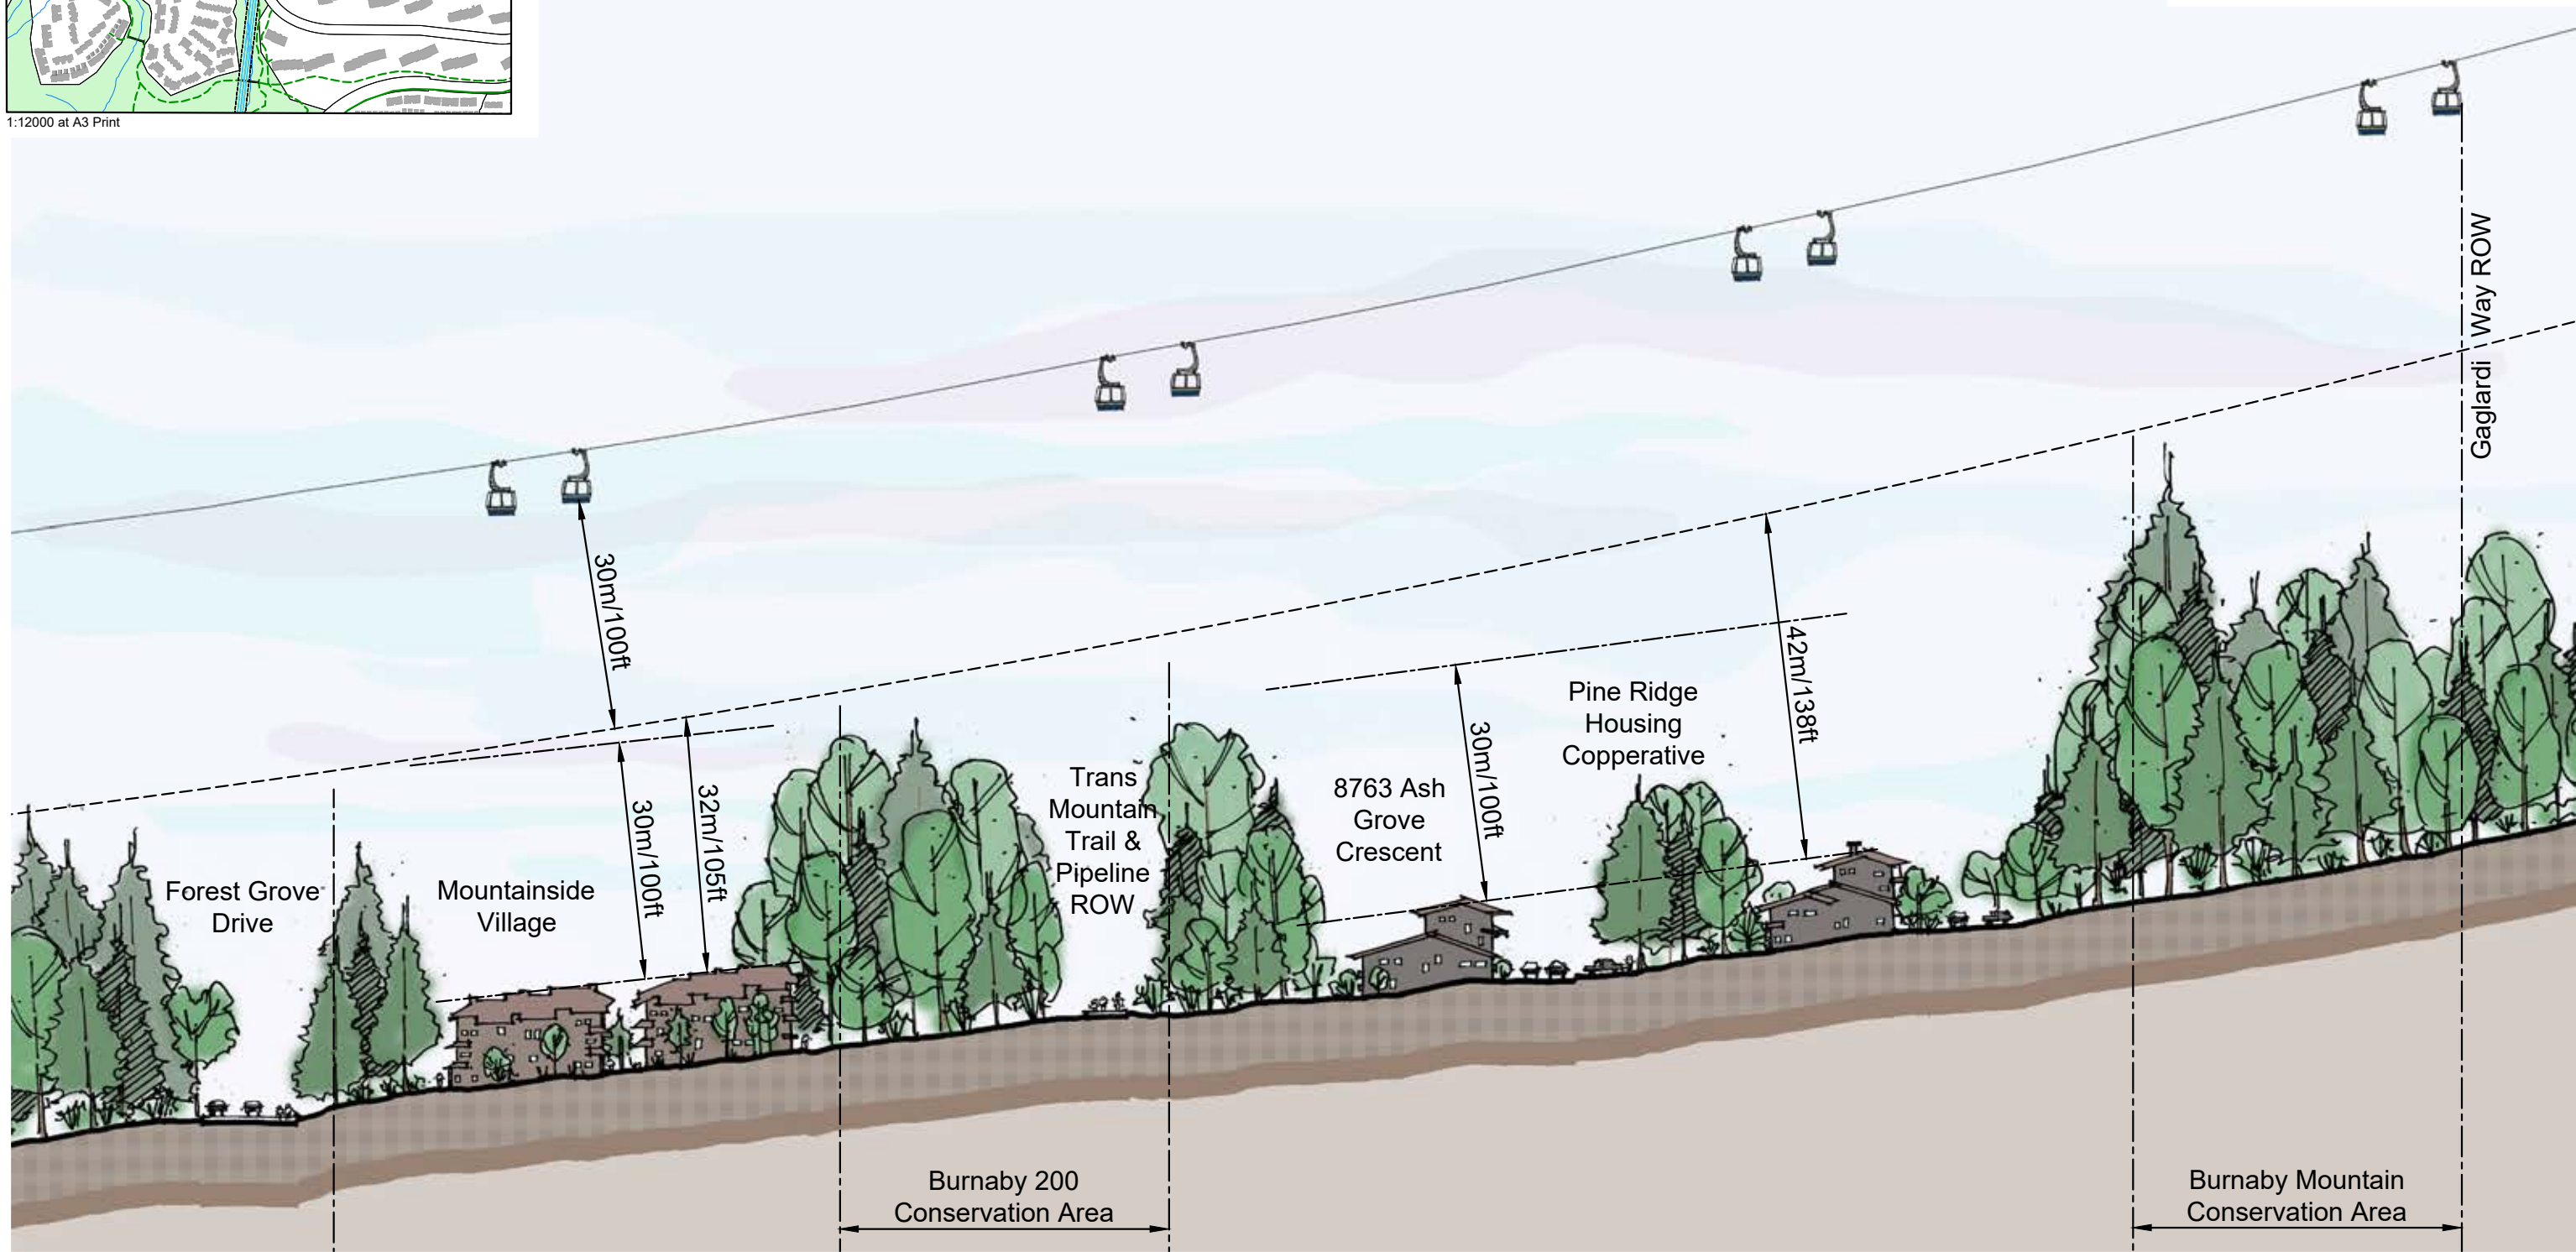 1:12000 at A3 Print
Gaglardi Way ROW
30m/100ft
30m/100ft
32m/105ft
30m/100ft
42m/138ft
Forest Grove
Drive
Mountainside
Village
Trans
Mountain
Trail &
Pipeline
ROW
8763 Ash
Grove
Crescent
Pine Ridge
Housing
Copperative
Burnaby 200
Conservation Area
Burnaby Mountain
Conservation Area